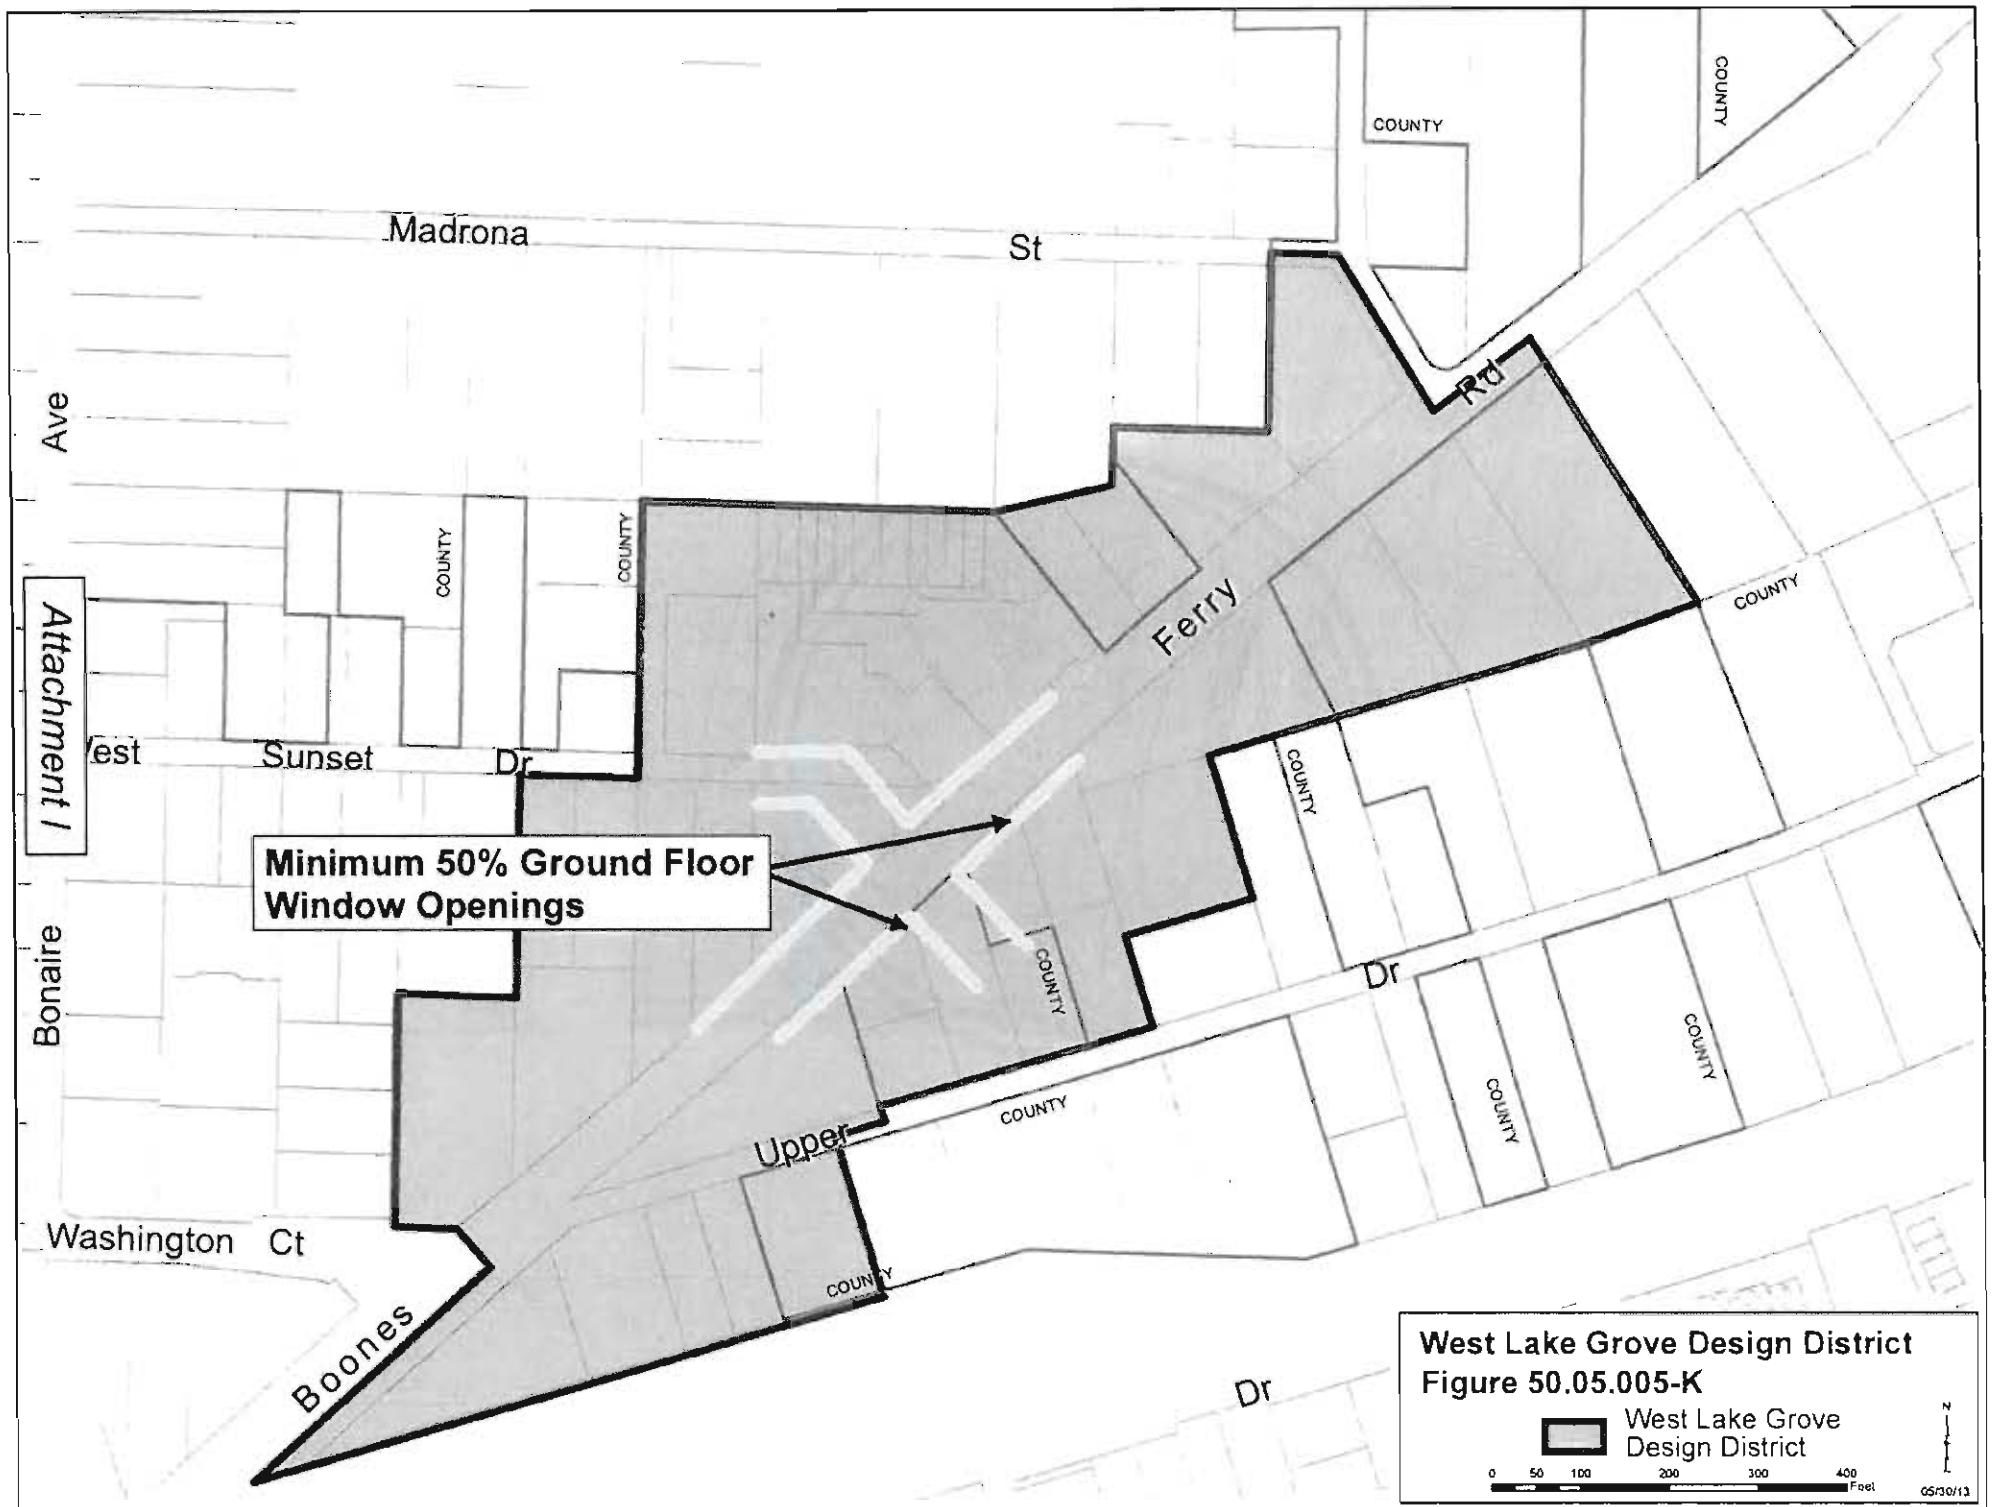 COUNTY
COUNTY
Madrona
St
Ave
Rd
COUNTY
COUNTY
COUNTY
Ferry
Attachment I
est
Sunset
Dr
COUNTY
Minimum 50% Ground Floor
Window Openings
Bonaire
COUNTY
Dr
COUNTY
COUNTY
COUNTY
Upper
Washington Ct
COUNTY
Boones
Dr
West Lake Grove Design District
Figure 50.05.005-K
West Lake Grove
Design District
N
0 50 100 200 300 400
Feet
05/30/13